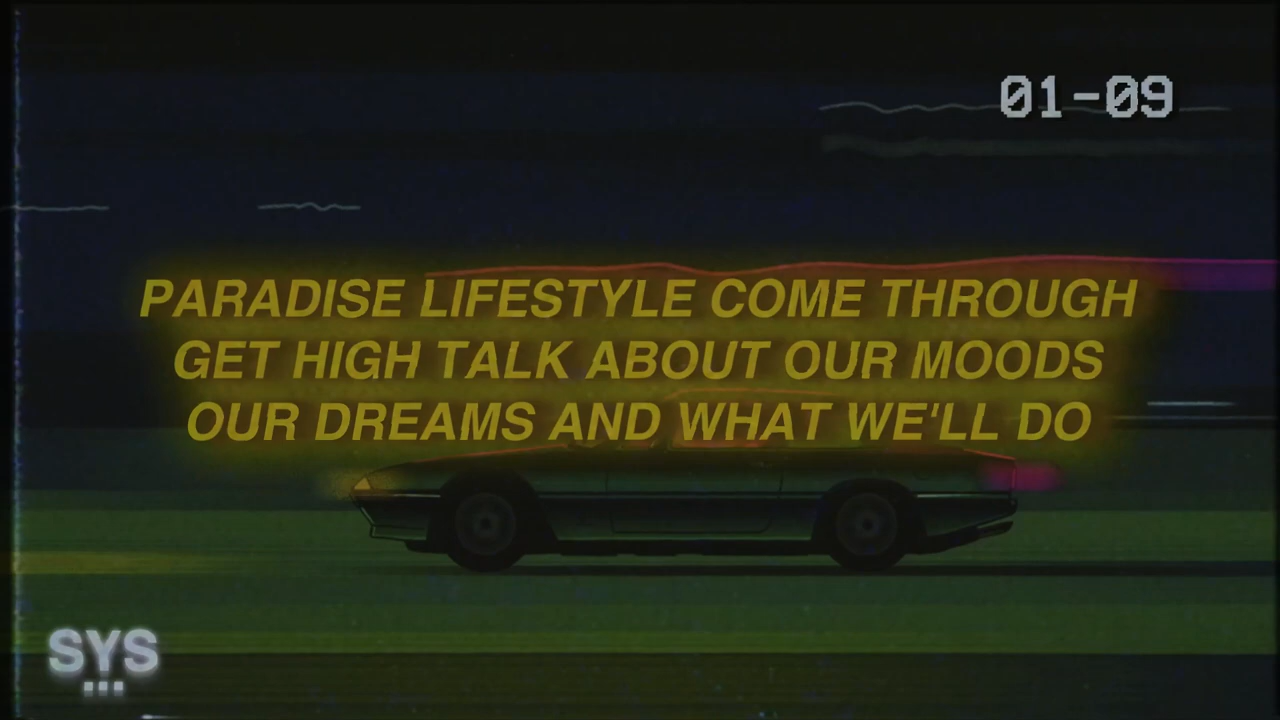 01-09
PARADISE LIFESTYLE COME THROUGH
GET HIGH TALK ABOUT OUR MOODS
OUR DREAMS AND WHAT WE'LL DO
SYS